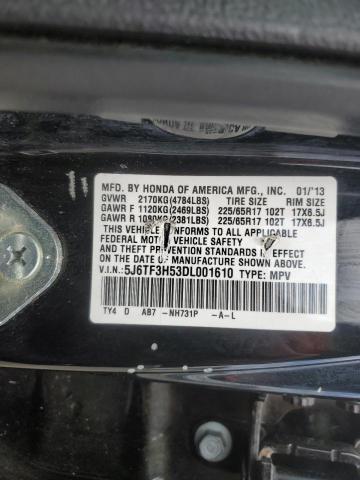 MFD. BY HONDA OF AMERICA MFG., INC. 01/'13
GVWR 2170KG(4784LBS) TIRE SIZE RIM SIZE
GAWR F 1120KG(2469LBS) 225/65R17 102T 17X6.5J
GAWR R 1080KG(2381LBS) 225/65R17 102T 17X6.5J
THIS VEHICLE CONFORMS TO ALL APPLICABLE
FEDERAL MOTOR VEHICLE SAFETY
AND THEFT PREVENTION STANDARDS IN EFFECT
ON THE DATE OF MANUFACTURE SHOWN ABOVE.
V.I.N.: 5J6TF3H53DL001610 TYPE: MPV
TY4 D AB7 -NH731P -A-L